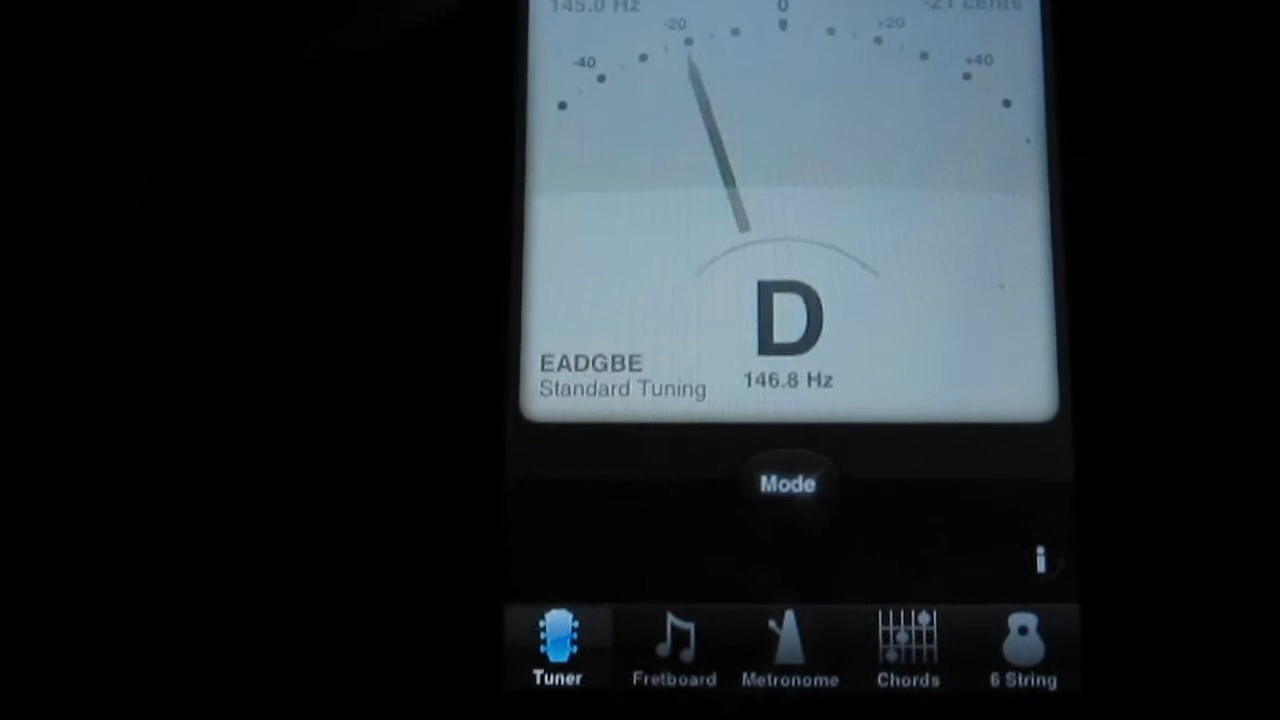 145.0 Hz 0 -21 cents
-20 +20
-40 +40
D
EADGBE
Standard Tuning 146.8 Hz
Mode
i
Tuner Fretboard Metronome Chords 6 String